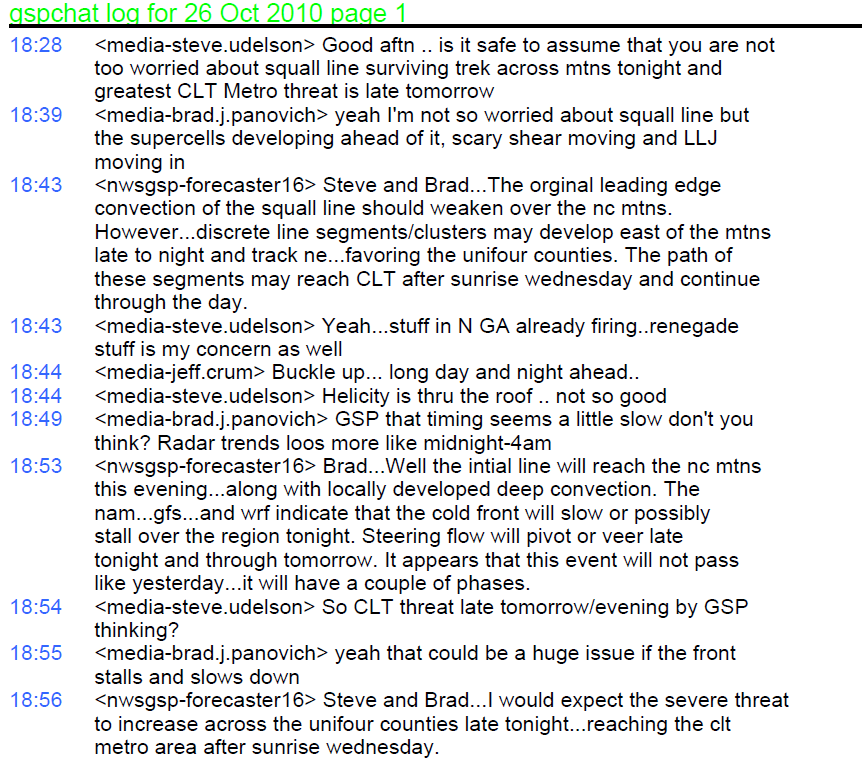 gspchat log for 26 Oct 2010 page 1
18:28 <media-steve.udelson> Good aftn .. is it safe to assume that you are not
too worried about squall line surviving trek across mtns tonight and
greatest CLT Metro threat is late tomorrow
18:39 <media-brad.j.panovich> yeah I'm not so worried about squall line but
the supercells developing ahead of it, scary shear moving and LLJ
moving in
18:43 <nwsgsp-forecaster16> Steve and Brad...The orginal leading edge
convection of the squall line should weaken over the nc mtns.
However...discrete line segments/clusters may develop east of the mtns
late to night and track ne...favoring the unifour counties. The path of
these segments may reach CLT after sunrise wednesday and continue
through the day.
18:43 <media-steve.udelson> Yeah...stuff in N GA already firing..renegade
stuff is my concern as well
18:44 <media-jeff.crum> Buckle up... long day and night ahead..
18:44 <media-steve.udelson> Helicity is thru the roof .. not so good
18:49 <media-brad.j.panovich> GSP that timing seems a little slow don't you
think? Radar trends loos more like midnight-4am
18:53 <nwsgsp-forecaster16> Brad...Well the intial line will reach the nc mtns
this evening...along with locally developed deep convection. The
nam...gfs...and wrf indicate that the cold front will slow or possibly
stall over the region tonight. Steering flow will pivot or veer late
tonight and through tomorrow. It appears that this event will not pass
like yesterday...it will have a couple of phases.
18:54 <media-steve.udelson> So CLT threat late tomorrow/evening by GSP
thinking?
18:55 <media-brad.j.panovich> yeah that could be a huge issue if the front
stalls and slows down
18:56 <nwsgsp-forecaster16> Steve and Brad...I would expect the severe threat
to increase across the unifour counties late tonight...reaching the clt
metro area after sunrise wednesday.